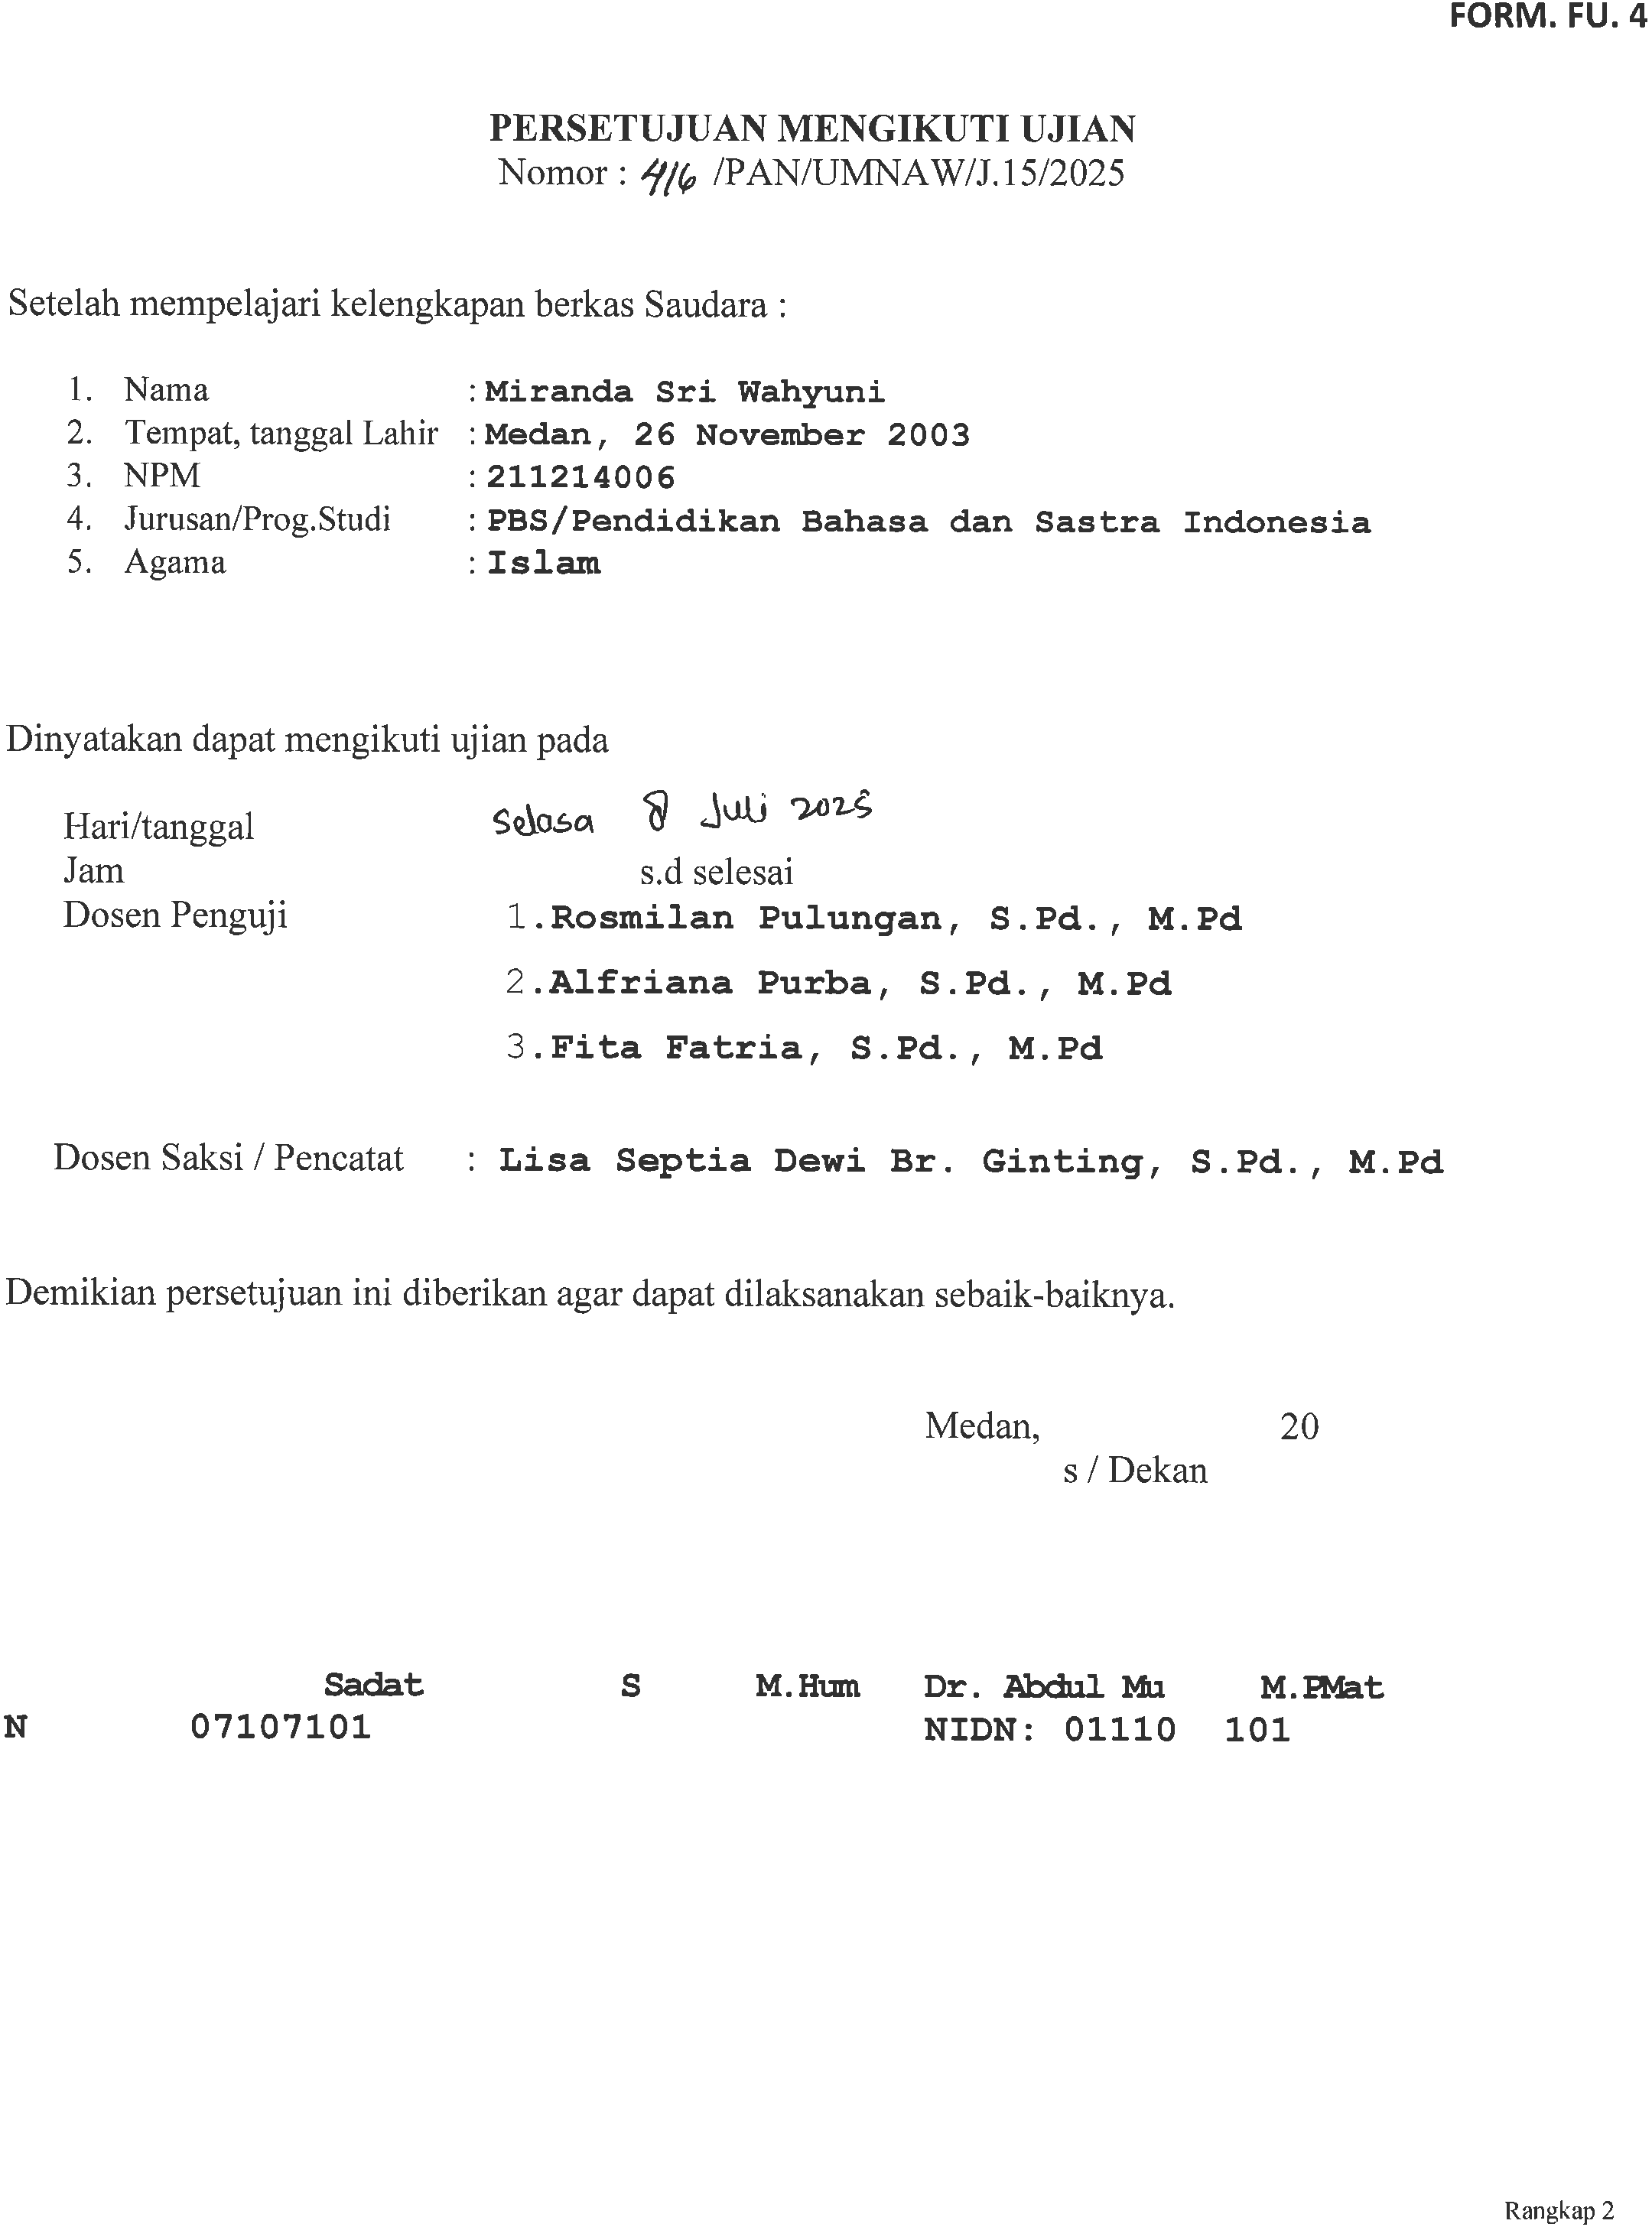 FORM. FU. 4
PERSETUJUAN MENGIKUTI UJIAN
Nomor : 416 /PAN/UMNAW/J.15/2025
Setelah mempelajari kelengkapan berkas Saudara :
1. Nama : Miranda Sri Wahyuni
2. Tempat, tanggal Lahir : Medan, 26 November 2003
3. NPM : 211214006
4. Jurusan/Prog.Studi : PBS/Pendidikan Bahasa dan Sastra Indonesia
5. Agama : Islam
Dinyatakan dapat mengikuti ujian pada
Hari/tanggal Selasa 8 Juli 2025
Jam s.d selesai
Dosen Penguji 1.Rosmilan Pulungan, S.Pd., M.Pd
2.Alfriana Purba, S.Pd., M.Pd
3.Fita Fatria, S.Pd., M.Pd
Dosen Saksi / Pencatat : Lisa Septia Dewi Br. Ginting, S.Pd., M.Pd
Demikian persetujuan ini diberikan agar dapat dilaksanakan sebaik-baiknya.
Medan, 20
s / Dekan
Sadat S M.Hum Dr. Abdul Mu M.PMat
N 07107101 NIDN: 01110 101
Rangkap 2